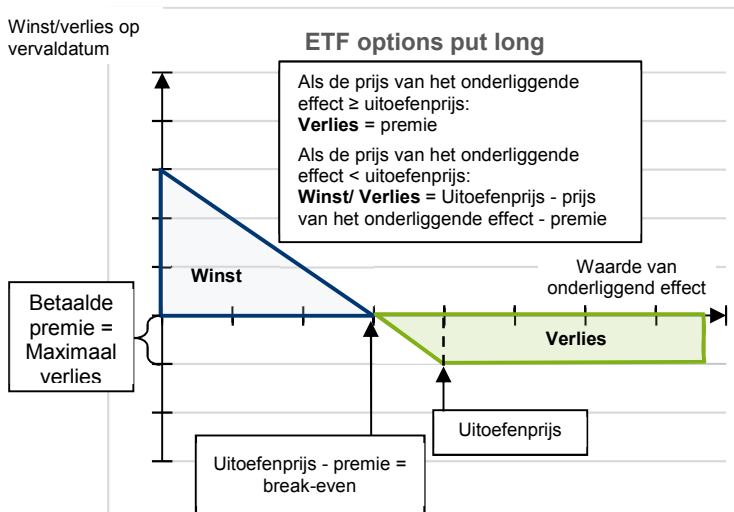 Winst/verlies op
vervaldatum
ETF options put long
Als de prijs van het onderliggende
effect ≥ uitoefenprijs:
Verlies = premie
Als de prijs van het onderliggende
effect < uitoefenprijs:
Winst/ Verlies = Uitoefenprijs - prijs
van het onderliggende effect - premie
Winst
Waarde van
onderliggend effect
Betaalde
premie =
Maximaal
verlies
Verlies
Uitoefenprijs
Uitoefenprijs - premie =
break-even